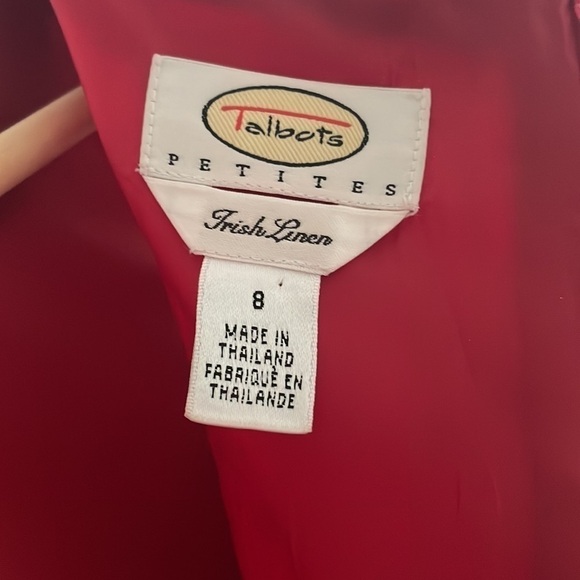 Talbots
PETITES
Irish Linen
8
MADE IN
THAILAND
FABRIQUÈ EN
THAILANDE